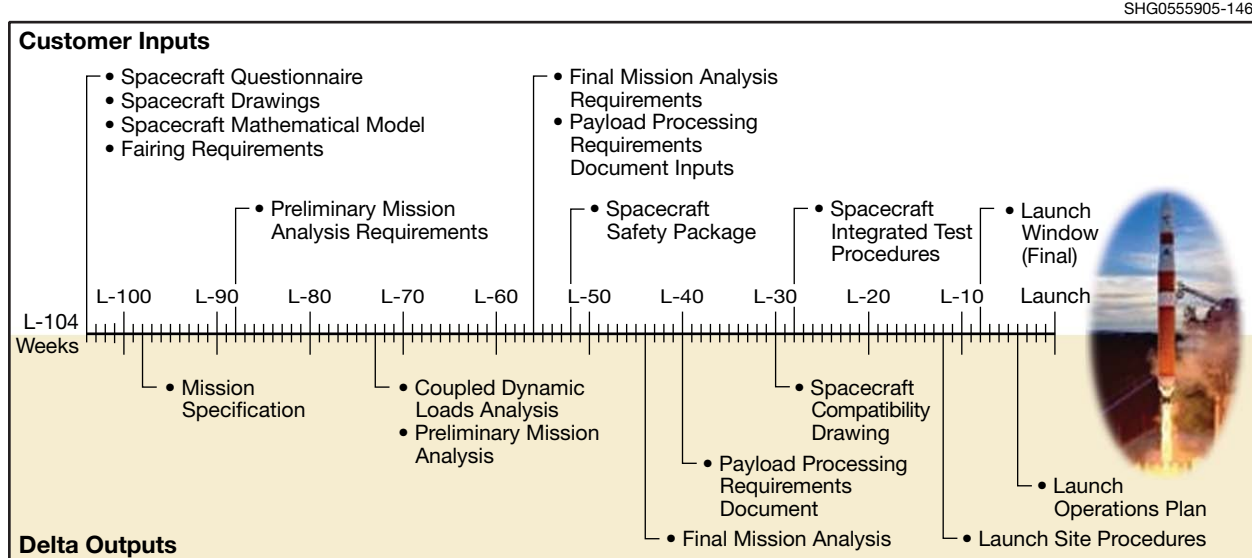 SHG0555905-146
Customer Inputs
• Spacecraft Questionnaire
• Spacecraft Drawings
• Spacecraft Mathematical Model
• Fairing Requirements
• Final Mission Analysis
Requirements
• Payload Processing
Requirements
Document Inputs
• Preliminary Mission
Analysis Requirements
• Spacecraft
Safety Package
• Spacecraft
Integrated Test
Procedures
• Launch
Window
(Final)
L-104
Weeks
L-100 L-90 L-80 L-70 L-60 L-50 L-40 L-30 L-20 L-10 Launch
• Mission
Specification
• Coupled Dynamic
Loads Analysis
• Preliminary Mission
Analysis
• Spacecraft
Compatibility
Drawing
• Payload Processing
Requirements
Document
• Launch
Operations Plan
• Final Mission Analysis
• Launch Site Procedures
Delta Outputs